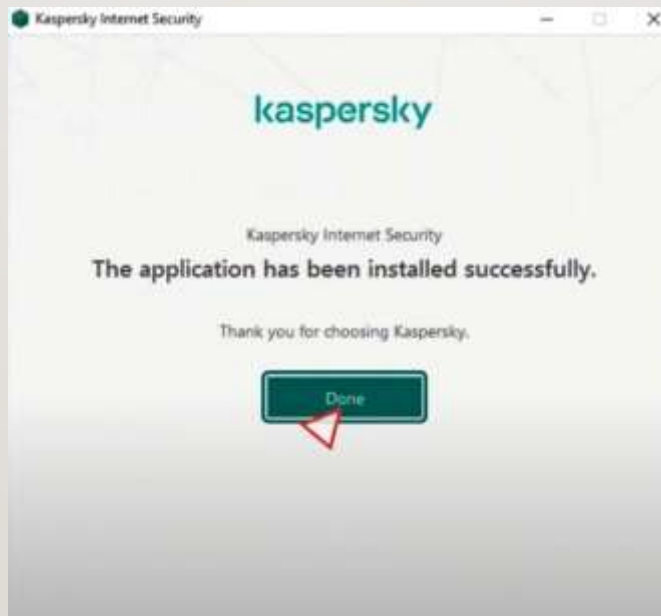 Kaspersky Internet Security
kaspersky
Kaspersky Internet Security
The application has been installed successfully.
Thank you for choosing Kaspersky.
Done